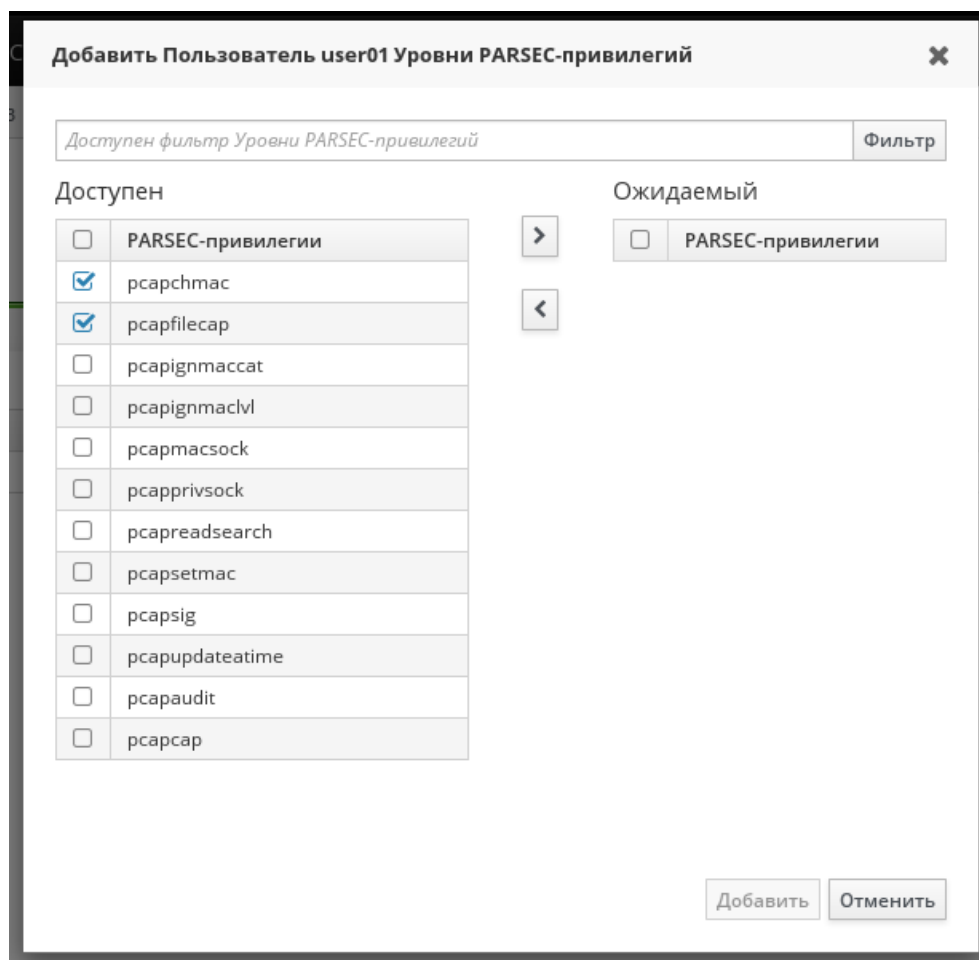 Добавить Пользователь user01 Уровни PARSEC-привилегий
Доступен фильтр Уровни PARSEC-привилегий
Фильтр
Доступен
Ожидаемый
PARSEC-привилегии
PARSEC-привилегии
pcapchmac
pcapfilecap
pcapignmaccat
pcapignmaclvl
pcapmacsock
pcapprivsock
pcapreadsearch
pcapsetmac
pcapsig
pcapupdateatime
pcapaudit
pcapcap
Добавить
Отменить